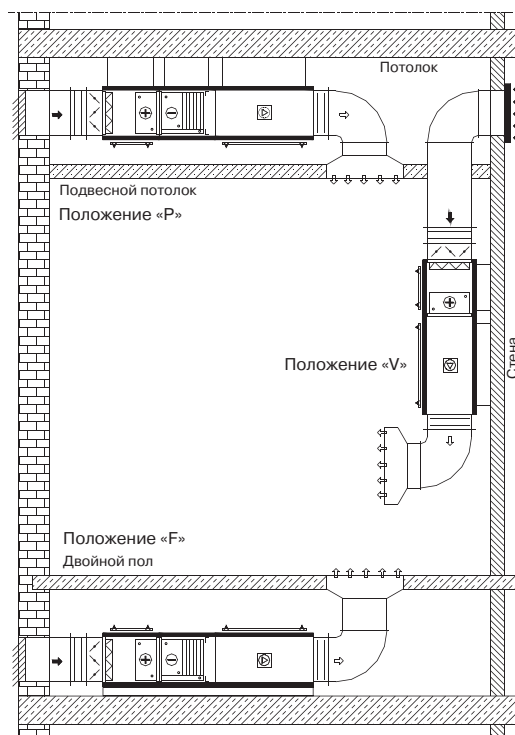 Потолок
Подвесной потолок
Положение «P»
Положение «V»
Стена
Положение «F»
Двойной пол